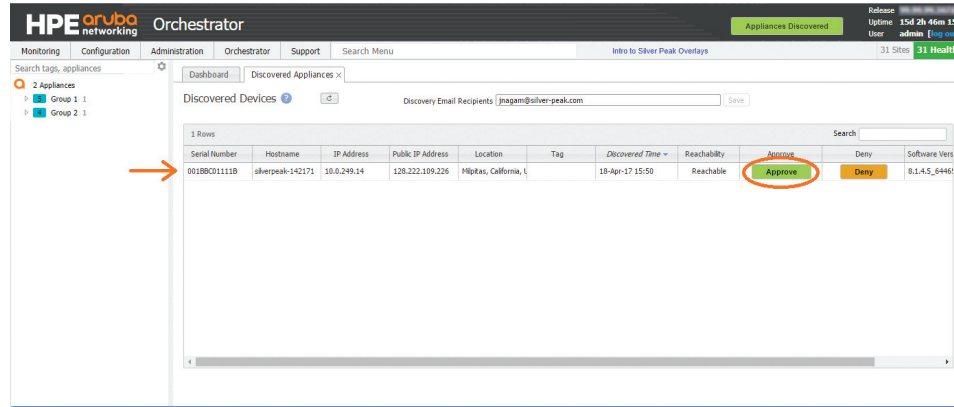 HPE aruba networking Orchestrator
Appliances Discovered
Release
Uptime 15d 2h 46m 15
User admin [log ou
Monitoring Configuration Administration Orchestrator Support Search Menu Intro to Silver Peak Overlays 31 Sites 31 Healt
Search tags, appliances
2 Appliances
5 Group 1 1
4 Group 2 1
Dashboard Discovered Appliances ×
Discovered Devices ? Discovery Email Recipients jnagam@silver-peak.com Save
1 Rows Search
Serial Number Hostname IP Address Public IP Address Location Tag Discovered Time Reachability Approve Deny Software Vers
001BBC01111B silverpeak-142171 10.0.249.14 128.222.109.226 Milpitas, California, U 18-Apr-17 15:50 Reachable Approve Deny 8.1.4.5_6446